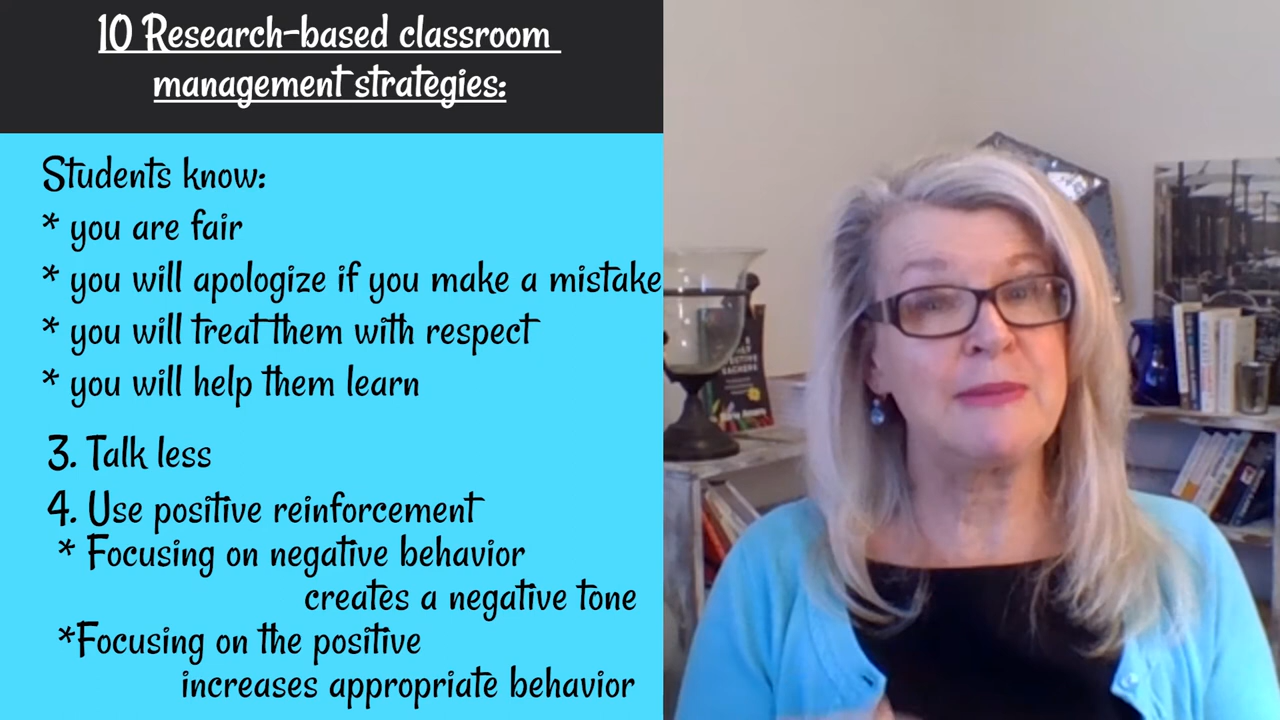 10 Research-based classroom
management strategies:
Students know:
* you are fair
* you will apologize if you make a mistake
* you will treat them with respect
* you will help them learn
3. Talk less
4. Use positive reinforcement
* Focusing on negative behavior
creates a negative tone
*Focusing on the positive
increases appropriate behavior